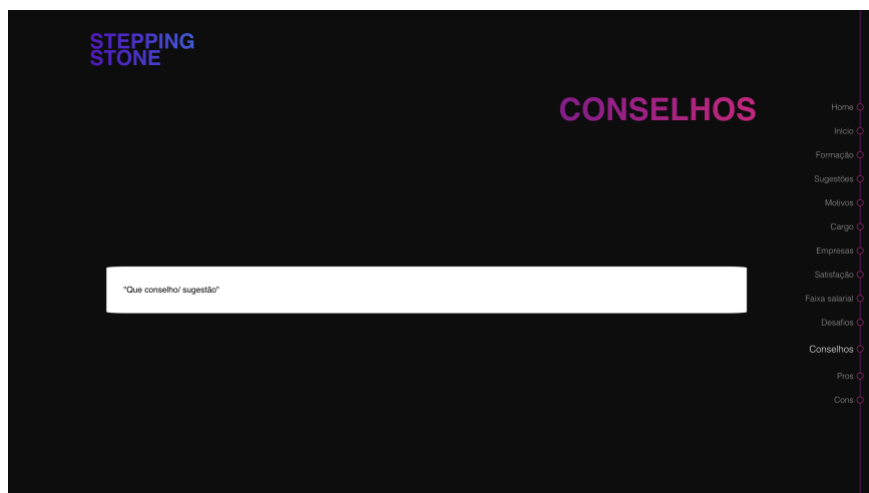 STEPPING
STONE
CONSELHOS
Home
Início
Formação
Sugestões
Motivos
Cargo
Empresas
Satisfação
Faixa salarial
Desafios
Conselhos
Pros
Cons
"Que conselho/ sugestão"